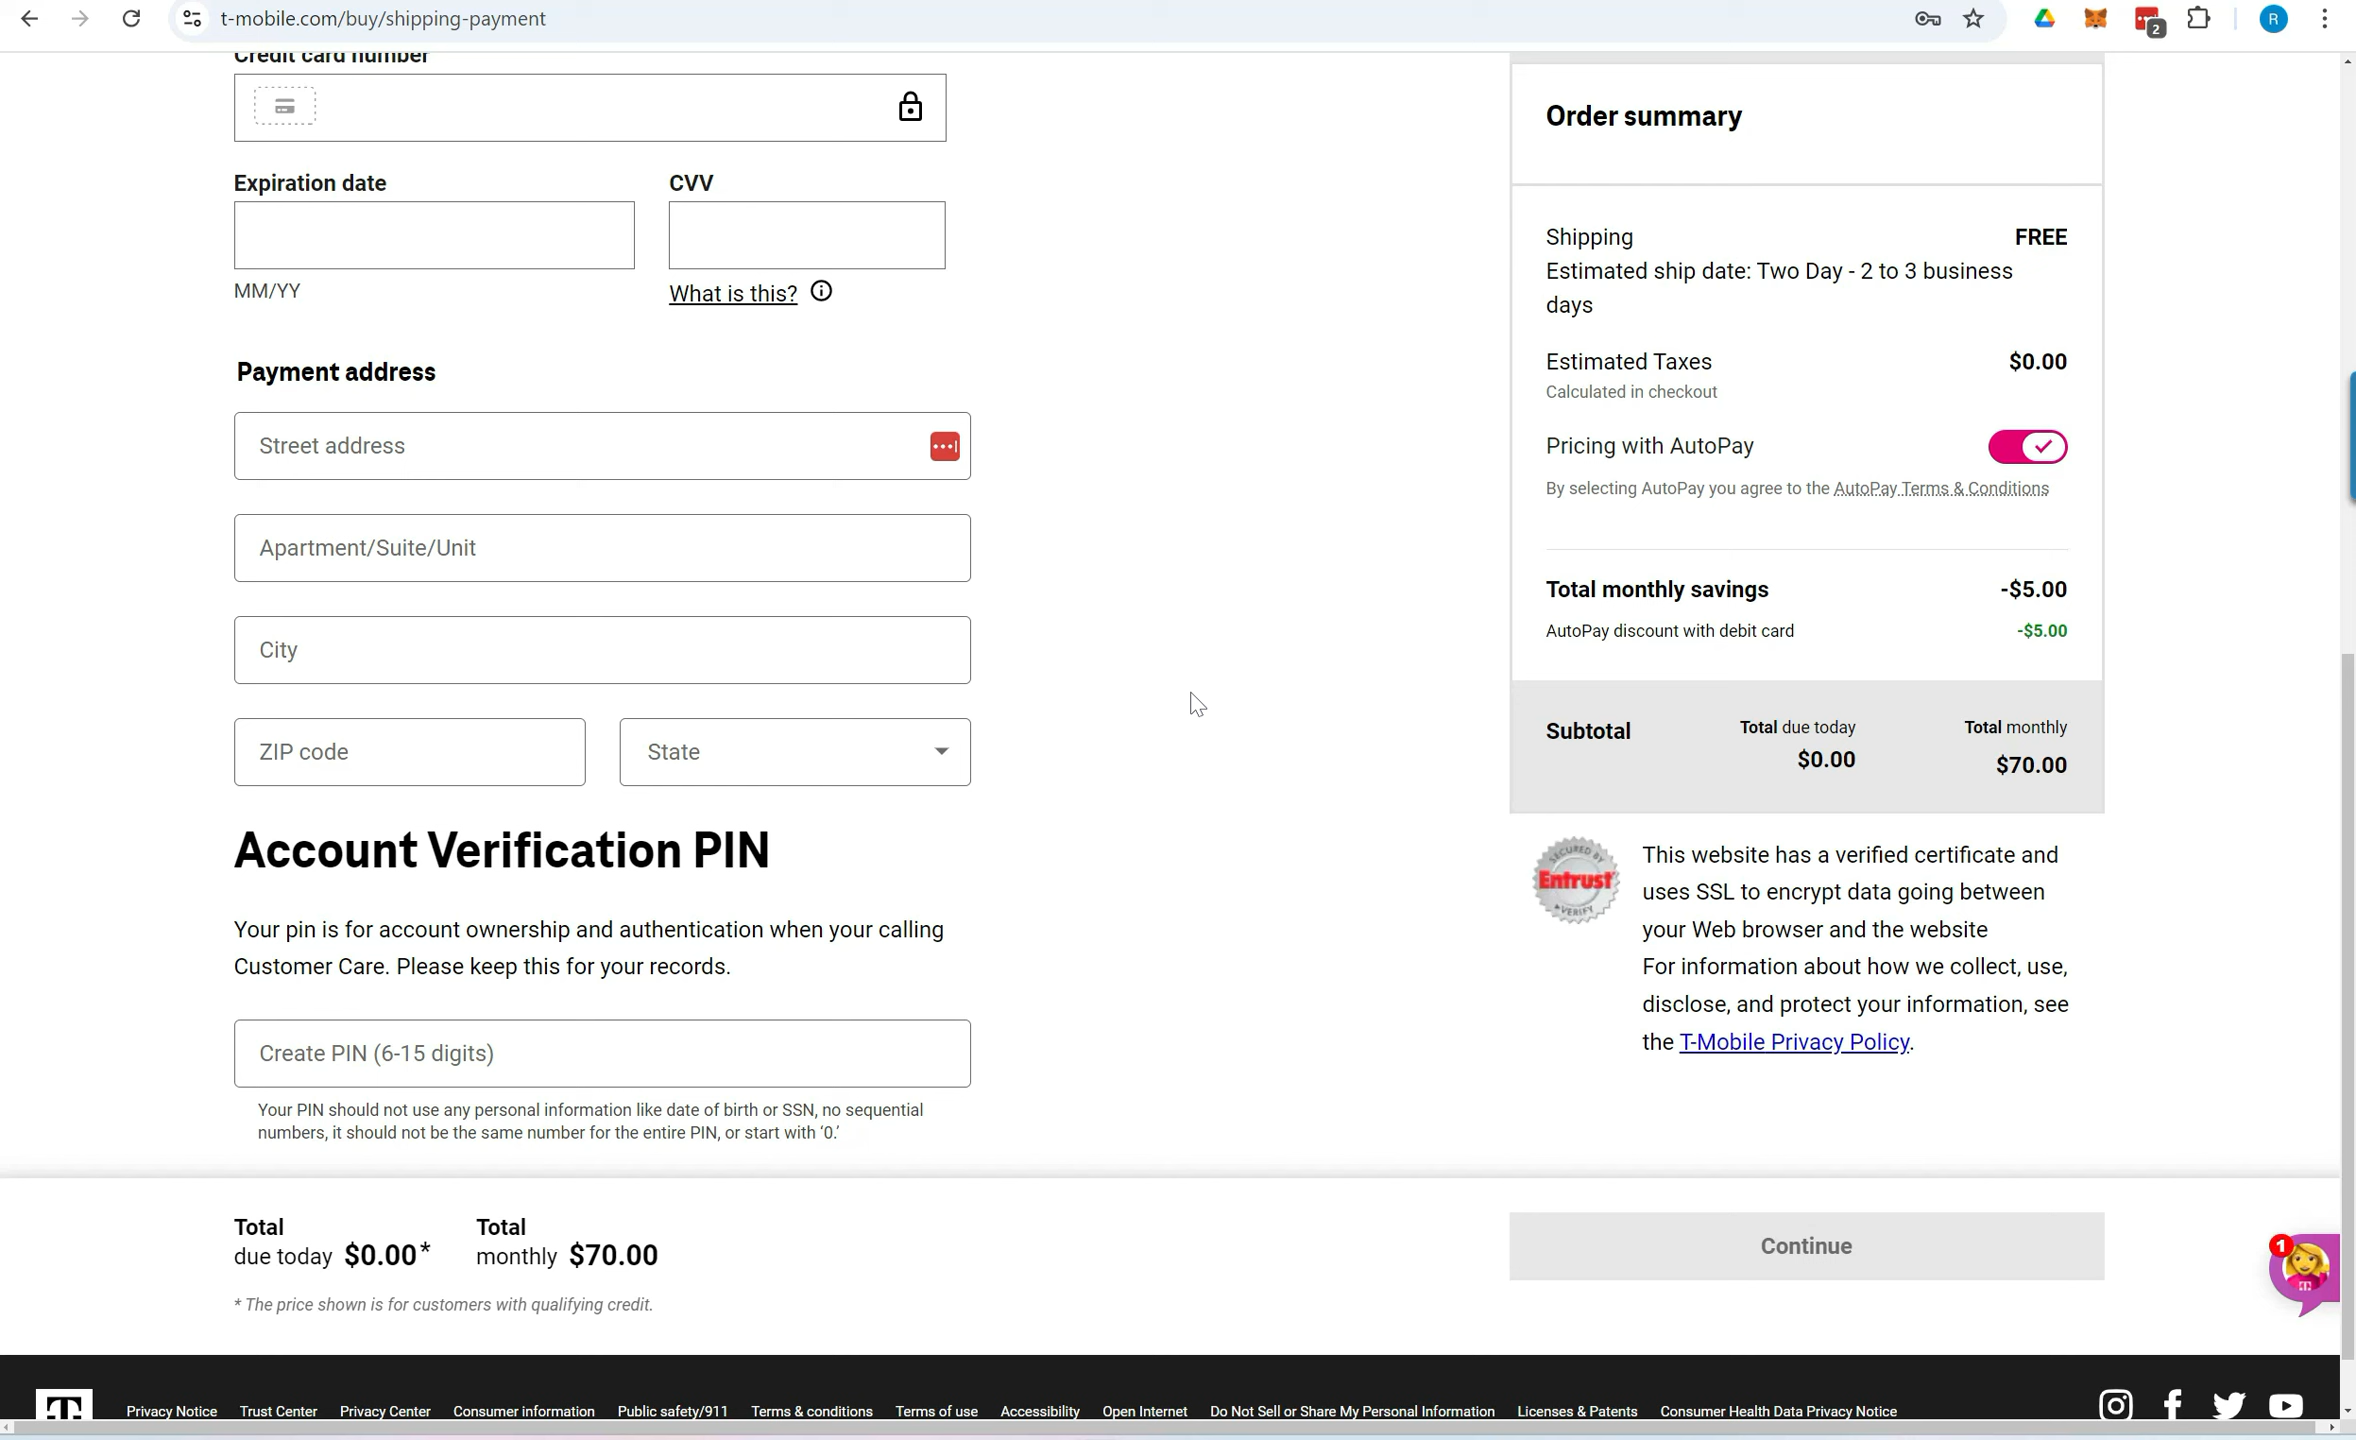 t-mobile.com/buy/shipping-payment
2
R
Credit card number
Expiration date
CVV
MM/YY
What is this?
Payment address
Street address
Apartment/Suite/Unit
City
ZIP code
State
Account Verification PIN
Your pin is for account ownership and authentication when your calling
Customer Care. Please keep this for your records.
Create PIN (6-15 digits)
Your PIN should not use any personal information like date of birth or SSN, no sequential
numbers, it should not be the same number for the entire PIN, or start with ‘0.’
Order summary
Shipping FREE
Estimated ship date: Two Day - 2 to 3 business
days
Estimated Taxes $0.00
Calculated in checkout
Pricing with AutoPay
By selecting AutoPay you agree to the AutoPay Terms & Conditions
Total monthly savings -$5.00
AutoPay discount with debit card -$5.00
Subtotal
Total due today
$0.00
Total monthly
$70.00
SECURED BY
Entrust
VERIFY
This website has a verified certificate and
uses SSL to encrypt data going between
your Web browser and the website
For information about how we collect, use,
disclose, and protect your information, see
the T-Mobile Privacy Policy.
Total
due today $0.00*
Total
monthly $70.00
* The price shown is for customers with qualifying credit.
Continue
1
T
Privacy Notice Trust Center Privacy Center Consumer information Public safety/911 Terms & conditions Terms of use Accessibility Open Internet Do Not Sell or Share My Personal Information Licenses & Patents Consumer Health Data Privacy Notice